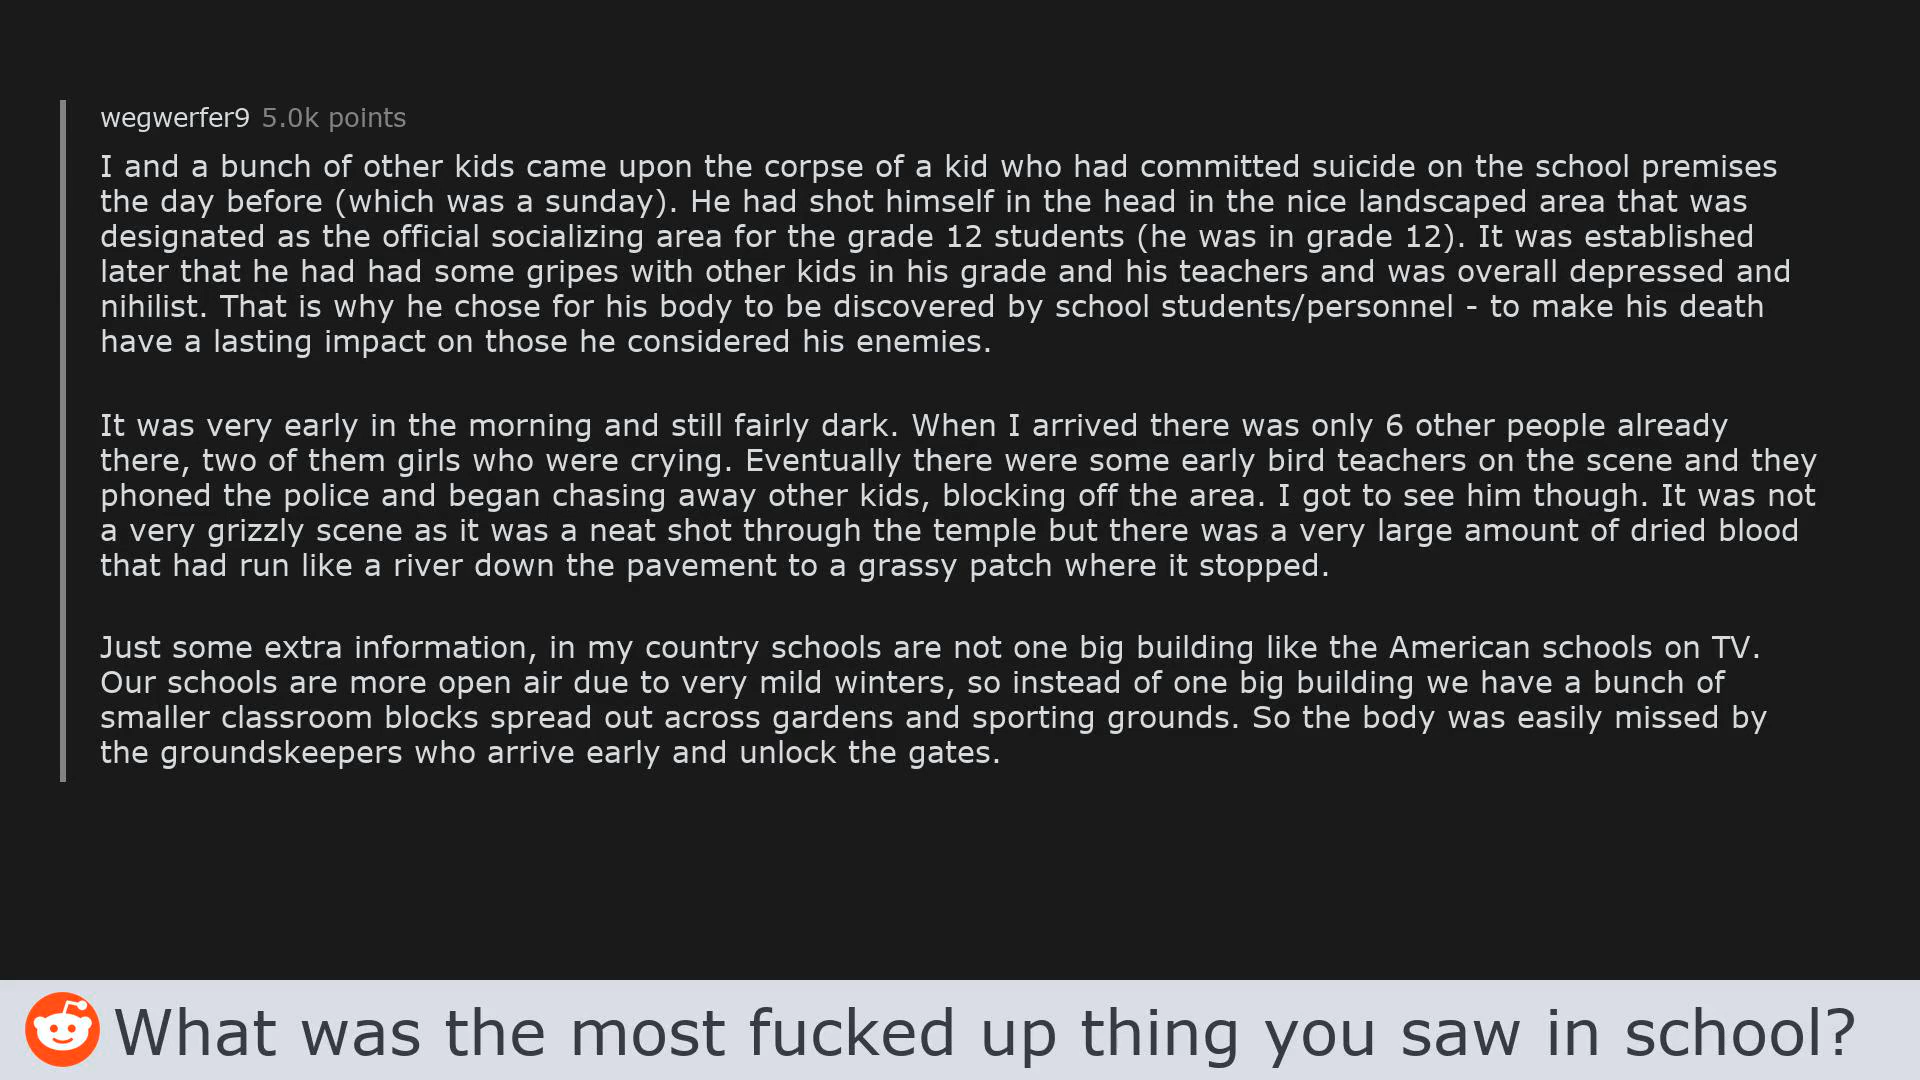 wegwerfer9 5.0k points
I and a bunch of other kids came upon the corpse of a kid who had committed suicide on the school premises
the day before (which was a sunday). He had shot himself in the head in the nice landscaped area that was
designated as the official socializing area for the grade 12 students (he was in grade 12). It was established
later that he had had some gripes with other kids in his grade and his teachers and was overall depressed and
nihilist. That is why he chose for his body to be discovered by school students/personnel - to make his death
have a lasting impact on those he considered his enemies.
It was very early in the morning and still fairly dark. When I arrived there was only 6 other people already
there, two of them girls who were crying. Eventually there were some early bird teachers on the scene and they
phoned the police and began chasing away other kids, blocking off the area. I got to see him though. It was not
a very grizzly scene as it was a neat shot through the temple but there was a very large amount of dried blood
that had run like a river down the pavement to a grassy patch where it stopped.
Just some extra information, in my country schools are not one big building like the American schools on TV.
Our schools are more open air due to very mild winters, so instead of one big building we have a bunch of
smaller classroom blocks spread out across gardens and sporting grounds. So the body was easily missed by
the groundskeepers who arrive early and unlock the gates.
What was the most fucked up thing you saw in school?